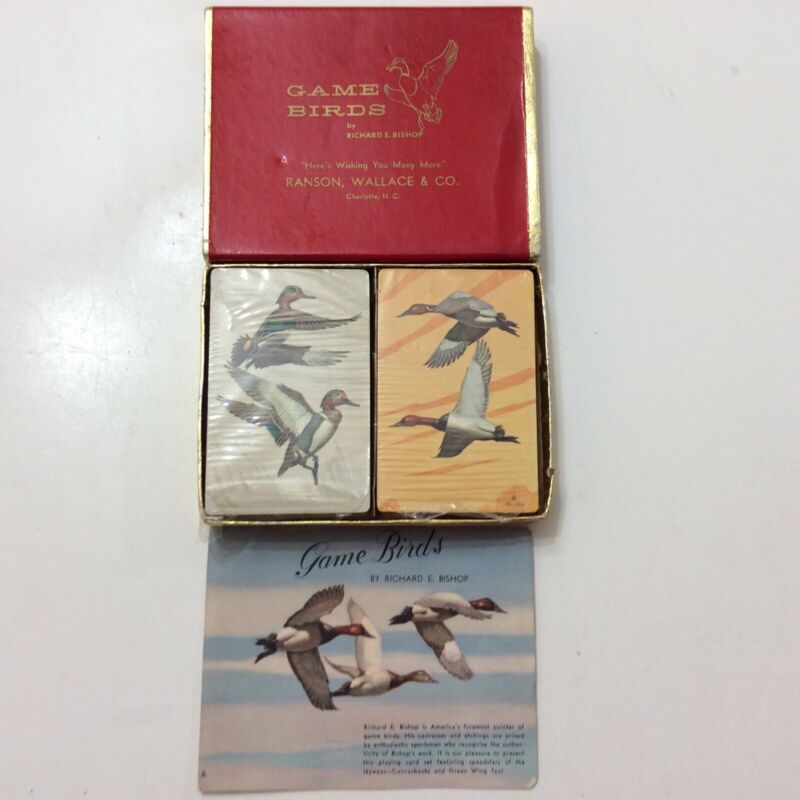 GAME
BIRDS
by
RICHARD E. BISHOP
"Here's Wishing You Many More"
RANSON, WALLACE & CO.
Charlotte, N. C.
Game Birds
BY RICHARD E. BISHOP
Richard E. Bishop is America's foremost painter of
game birds. His canvasses and etchings are prized
by enthusiastic sportsmen who recognize the authen-
ticity of Bishop's work. It is our pleasure to present
this playing card set featuring speedsters of the
skyways—Canvasbacks and Green Wing Teal.
A